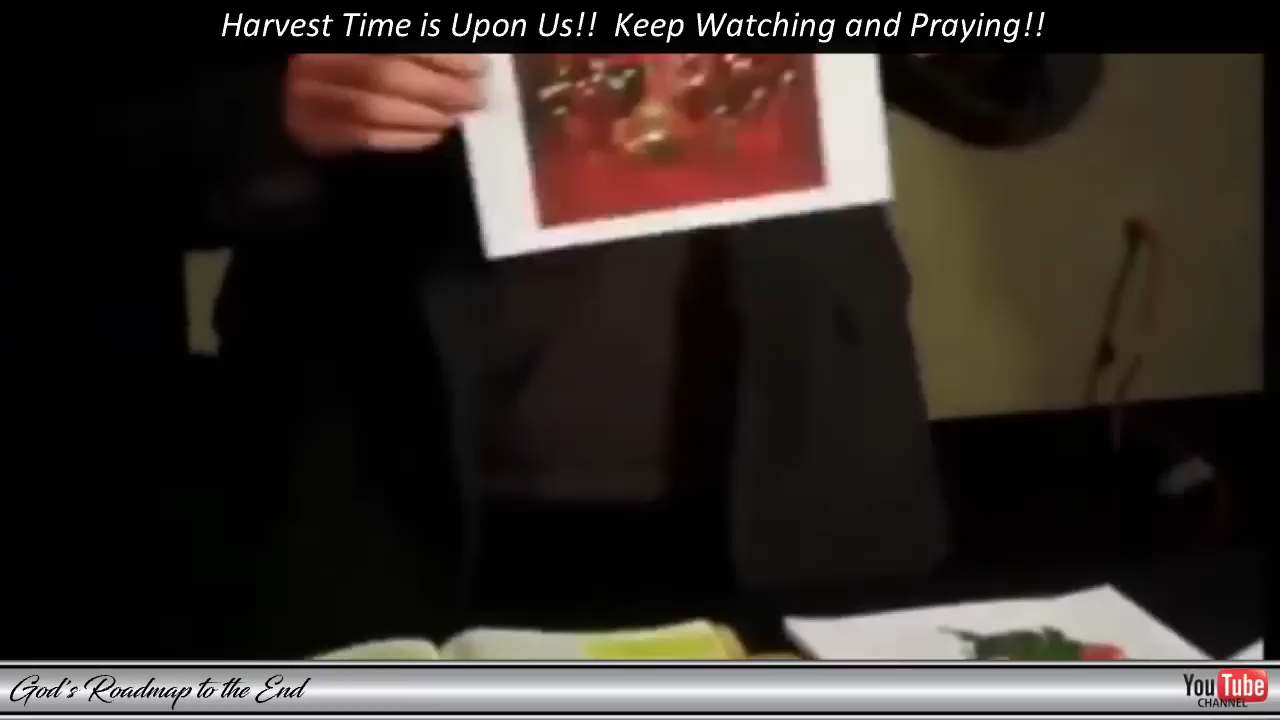 Harvest Time is Upon Us!! Keep Watching and Praying!!
God's Roadmap to the End
YouTube
CHANNEL